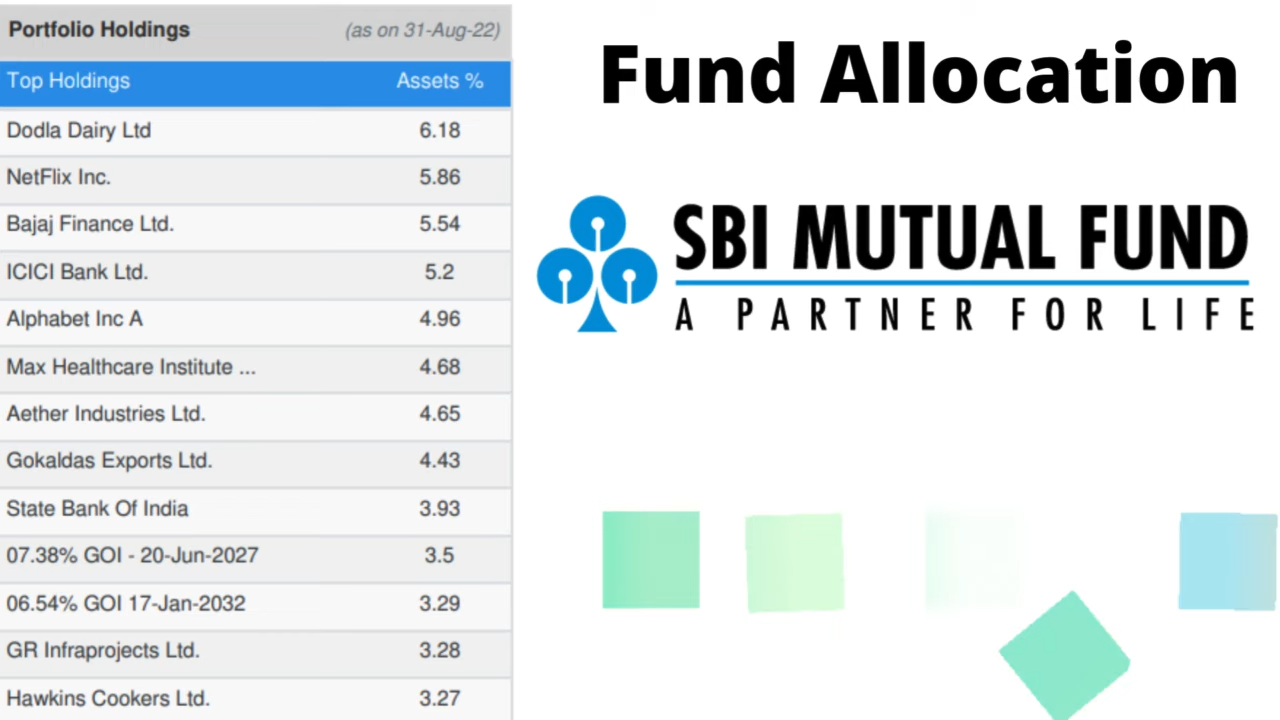 Portfolio Holdings (as on 31-Aug-22)
Top Holdings Assets %
Dodla Dairy Ltd 6.18
NetFlix Inc. 5.86
Bajaj Finance Ltd. 5.54
ICICI Bank Ltd. 5.2
Alphabet Inc A 4.96
Max Healthcare Institute ... 4.68
Aether Industries Ltd. 4.65
Gokaldas Exports Ltd. 4.43
State Bank Of India 3.93
07.38% GOI - 20-Jun-2027 3.5
06.54% GOI 17-Jan-2032 3.29
GR Infraprojects Ltd. 3.28
Hawkins Cookers Ltd. 3.27
Fund Allocation
SBI MUTUAL FUND
A PARTNER FOR LIFE